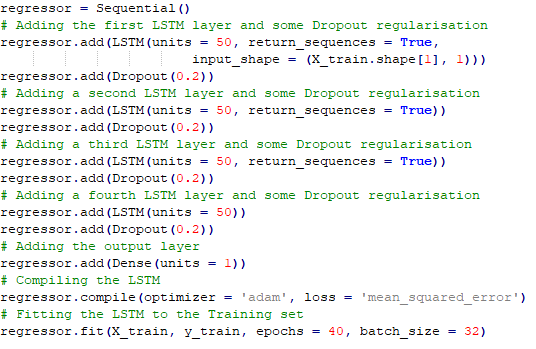 regressor = Sequential()
# Adding the first LSTM layer and some Dropout regularisation
regressor.add(LSTM(units = 50, return_sequences = True,
                        input_shape = (X_train.shape[1], 1)))
regressor.add(Dropout(0.2))
# Adding a second LSTM layer and some Dropout regularisation
regressor.add(LSTM(units = 50, return_sequences = True))
regressor.add(Dropout(0.2))
# Adding a third LSTM layer and some Dropout regularisation
regressor.add(LSTM(units = 50, return_sequences = True))
regressor.add(Dropout(0.2))
# Adding a fourth LSTM layer and some Dropout regularisation
regressor.add(LSTM(units = 50))
regressor.add(Dropout(0.2))
# Adding the output layer
regressor.add(Dense(units = 1))
# Compiling the LSTM
regressor.compile(optimizer = 'adam', loss = 'mean_squared_error')
# Fitting the LSTM to the Training set
regressor.fit(X_train, y_train, epochs = 40, batch_size = 32)